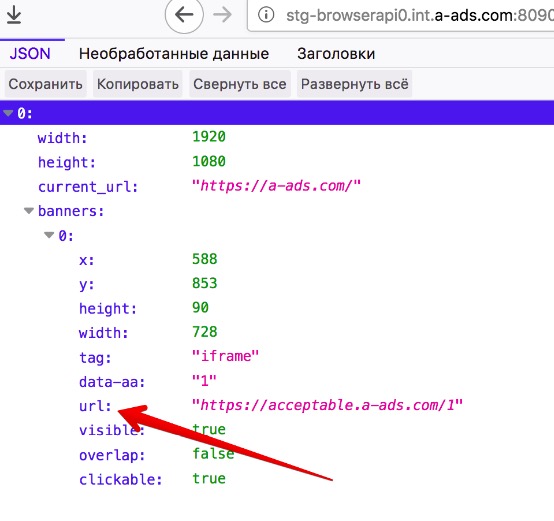 stg-browserapi0.int.a-ads.com:8090
JSON Необработанные данные Заголовки
Сохранить Копировать Свернуть все Развернуть всё
0:
width: 1920
height: 1080
current_url: "https://a-ads.com/"
banners:
0:
x: 588
y: 853
height: 90
width: 728
tag: "iframe"
data-aa: "1"
url: "https://acceptable.a-ads.com/1"
visible: true
overlap: false
clickable: true